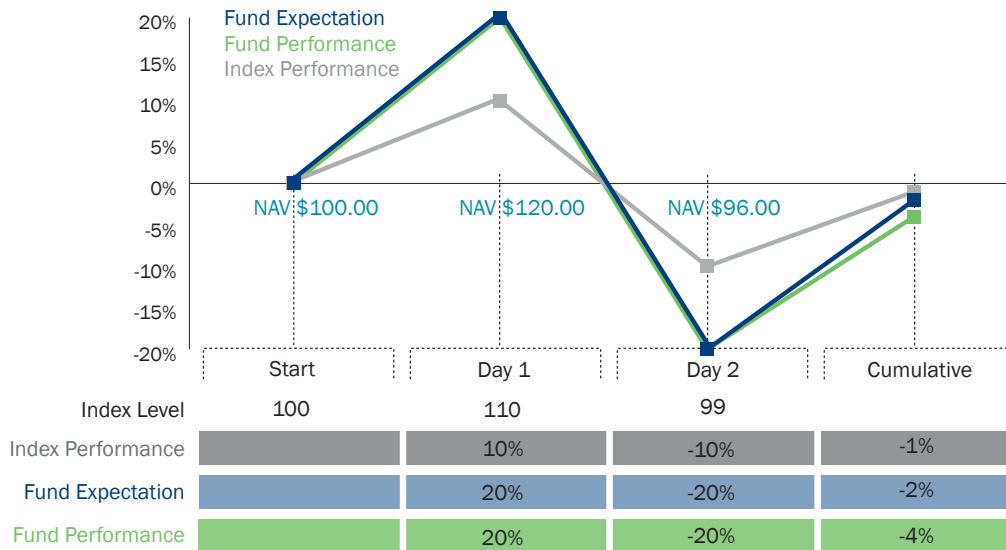 20%
Fund Expectation
Fund Performance
15%
Index Performance
10%
5%
0%
NAV $100.00 NAV $120.00 NAV $96.00
-5%
-10%
-15%
-20%
Start Day 1 Day 2 Cumulative
Index Level 100 110 99
Index Performance 10% -10% -1%
Fund Expectation 20% -20% -2%
Fund Performance 20% -20% -4%